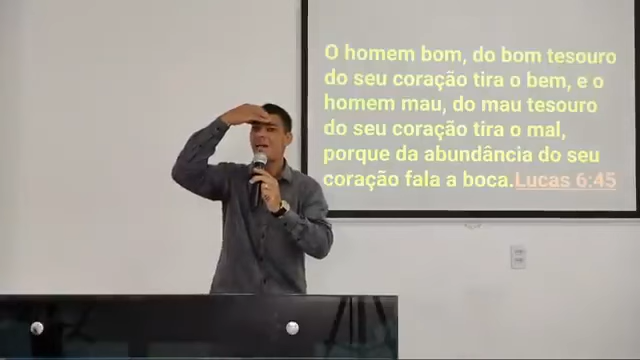 O homem bom, do bom tesouro
do seu coração tira o bem, e o
homem mau, do mau tesouro
do seu coração tira o mal,
porque da abundância do seu
coração fala a boca.Lucas 6:45